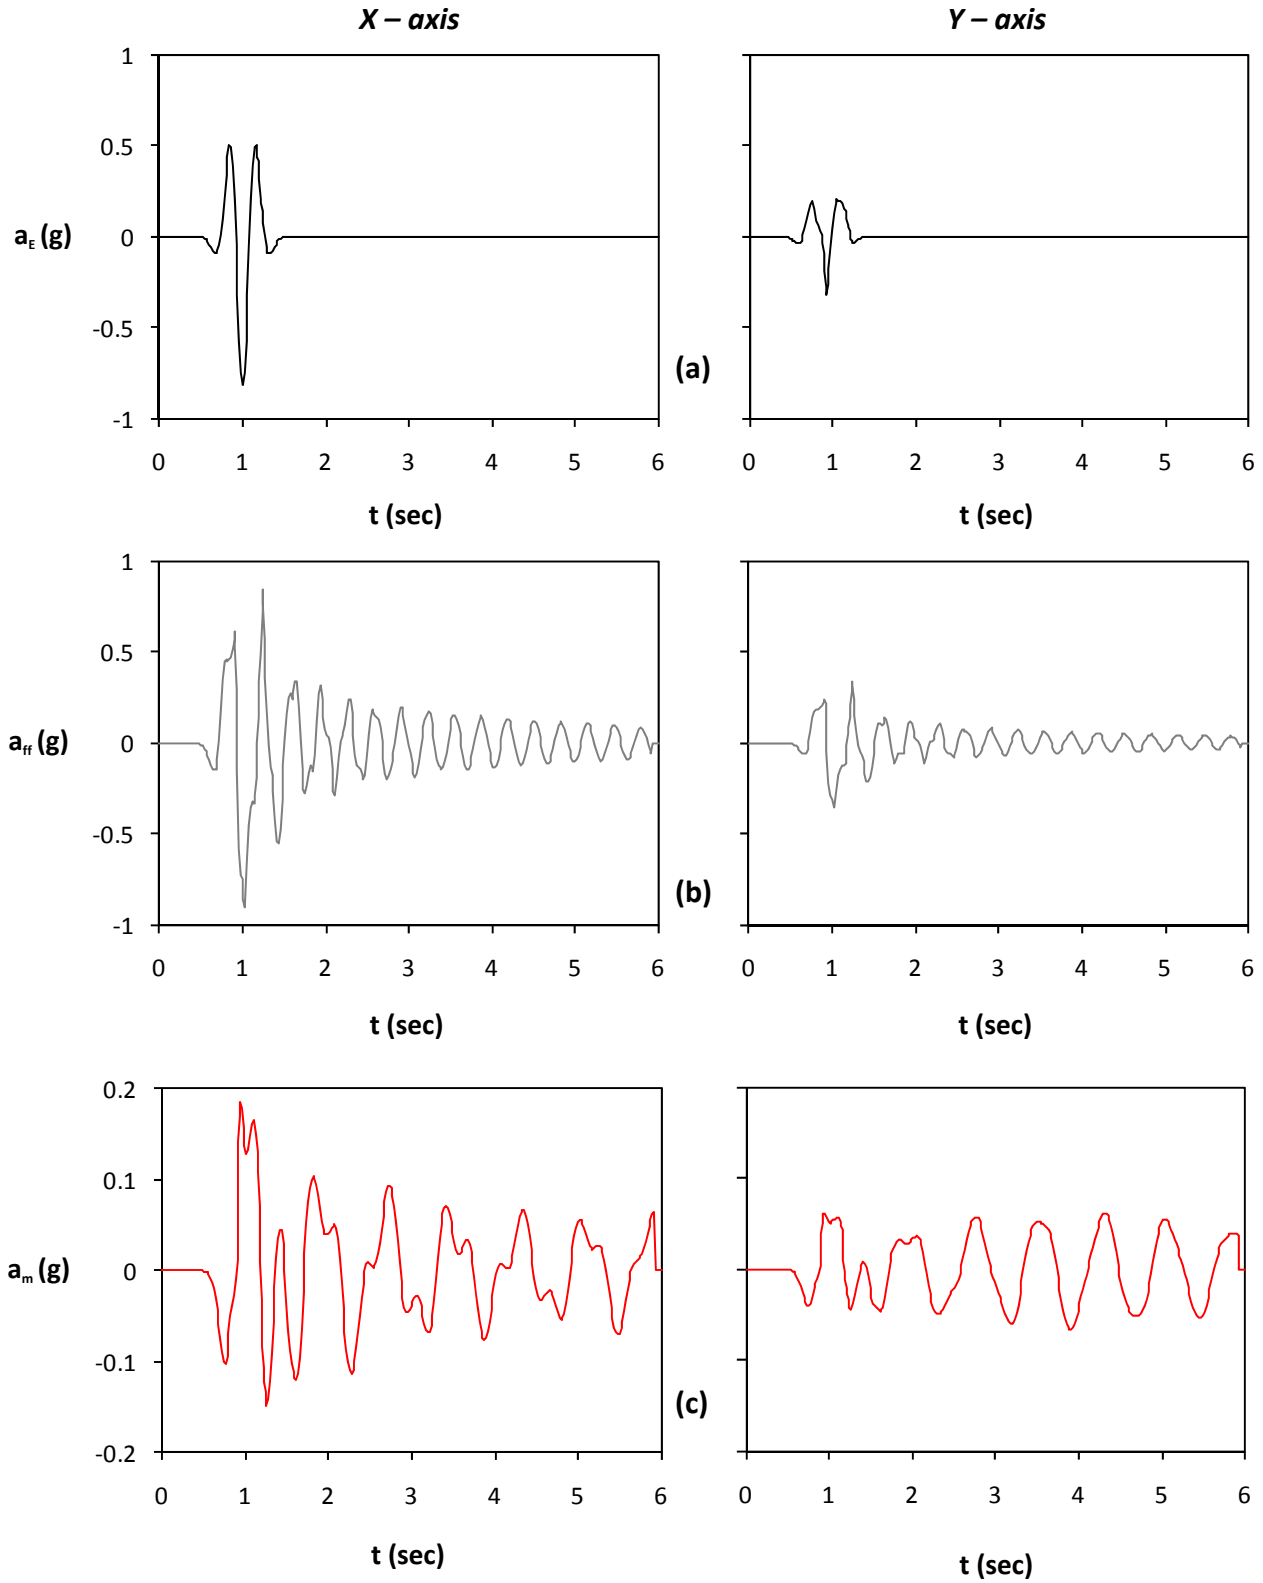 X – axis
Y – axis
1
0.5
a_E (g)
0
-0.5
-1
0 1 2 3 4 5 6
0 1 2 3 4 5 6
(a)
t (sec)
t (sec)
1
0.5
a_ff (g)
0
-0.5
-1
0 1 2 3 4 5 6
0 1 2 3 4 5 6
(b)
t (sec)
t (sec)
0.2
0.1
a_m (g)
0
-0.1
-0.2
0 1 2 3 4 5 6
0 1 2 3 4 5 6
(c)
t (sec)
t (sec)